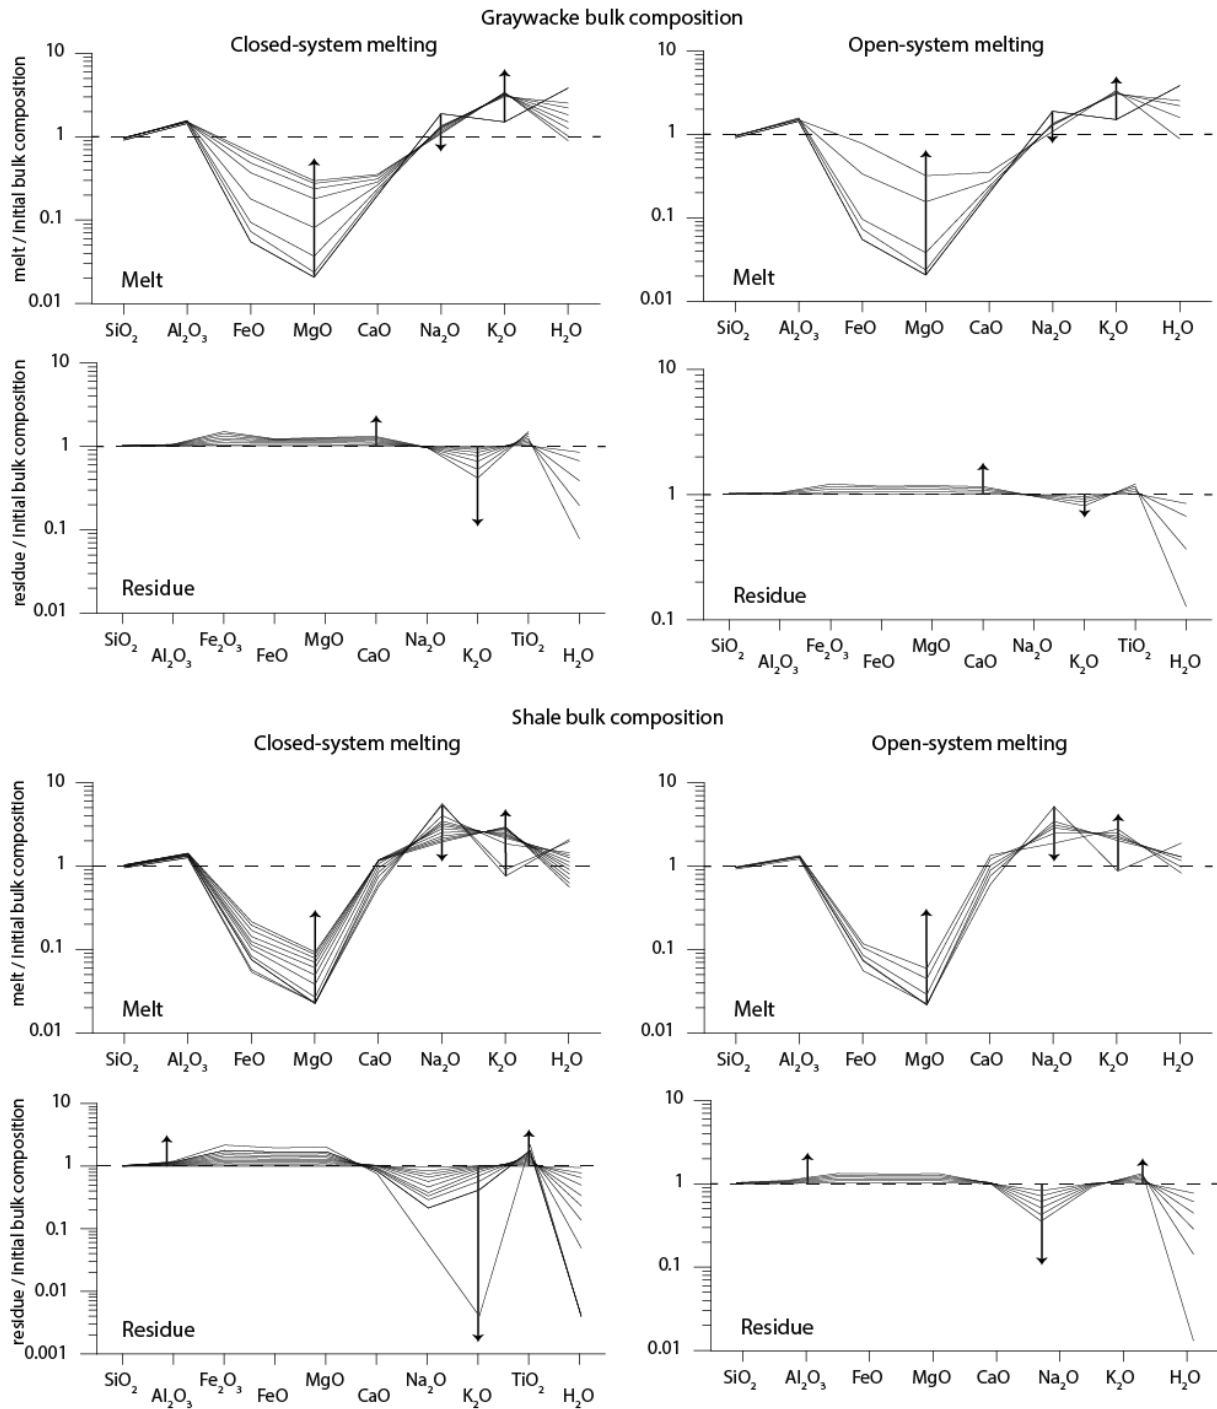 Graywacke bulk composition
Closed-system melting
Open-system melting
melt / initial bulk composition
10
1
0.1
0.01
Melt
SiO2 Al2O3 FeO MgO CaO Na2O K2O H2O
10
1
0.1
0.01
Melt
SiO2 Al2O3 FeO MgO CaO Na2O K2O H2O
residue / initial bulk composition
10
1
0.1
0.01
Residue
SiO2 Al2O3 Fe2O3 FeO MgO CaO Na2O K2O TiO2 H2O
10
1
0.1
Residue
SiO2 Al2O3 Fe2O3 FeO MgO CaO Na2O K2O TiO2 H2O
Shale bulk composition
Closed-system melting
Open-system melting
melt / initial bulk composition
10
1
0.1
0.01
Melt
SiO2 Al2O3 FeO MgO CaO Na2O K2O H2O
10
1
0.1
0.01
Melt
SiO2 Al2O3 FeO MgO CaO Na2O K2O H2O
residue / initial bulk composition
10
1
0.1
0.01
0.001
Residue
SiO2 Al2O3 Fe2O3 FeO MgO CaO Na2O K2O TiO2 H2O
10
1
0.1
0.01
Residue
SiO2 Al2O3 FeO MgO CaO Na2O K2O H2O